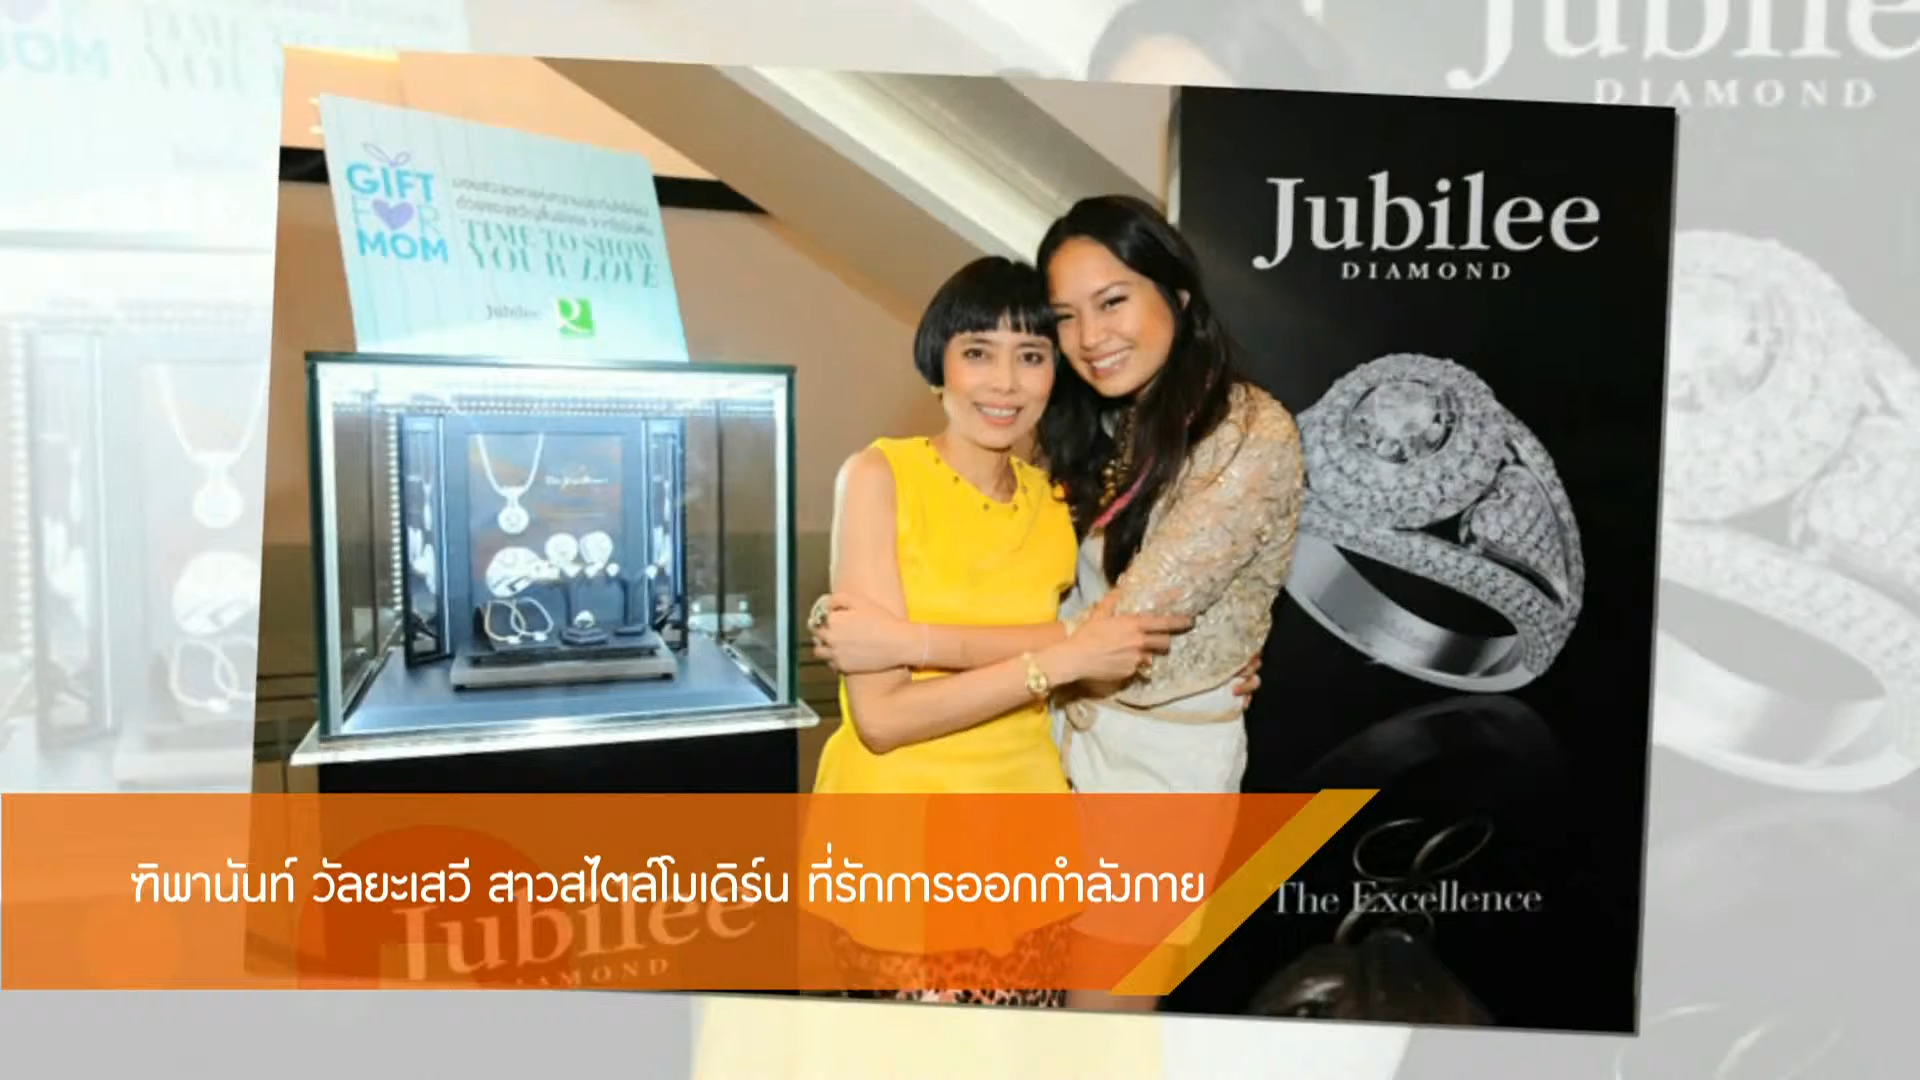 Jubilee
DIAMOND
GIFT
FOR
MOM
TIME TO SHOW
YOUR LOVE
Jubilee
Jubilee
DIAMOND
The Excellence
ฑิพานันท์ วัลยะเสวี สาวสไตล์โมเดิร์น ที่รักการออกกำลังกาย
Jubilee
DIAMOND